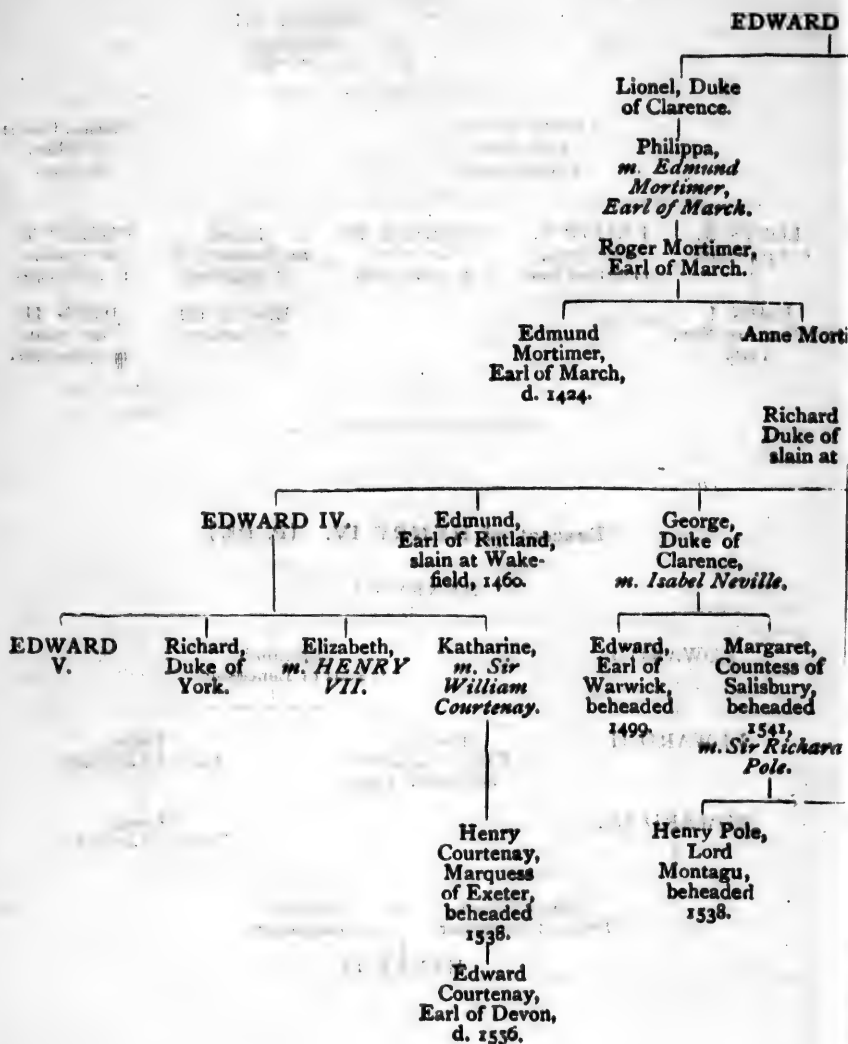 EDWARD
Lionel, Duke
of Clarence.
Philippa,
m. Edmund
Mortimer,
Earl of March.
Roger Mortimer,
Earl of March.
Edmund
Mortimer,
Earl of March,
d. 1424.
Anne Morti
Richard
Duke of
slain at
EDWARD IV.
Edmund,
Earl of Rutland,
slain at Wake-
field, 1460.
George,
Duke of
Clarence,
m. Isabel Neville.
EDWARD
V.
Richard,
Duke of
York.
Elizabeth,
m. HENRY
VII.
Katharine,
m. Sir
William
Courtenay.
Edward,
Earl of
Warwick,
beheaded
1499.
Margaret,
Countess of
Salisbury,
beheaded
1541,
m. Sir Richard
Pole.
Henry
Courtenay,
Marquess
of Exeter,
beheaded
1538.
Henry Pole,
Lord
Montagu,
beheaded
1538.
Edward
Courtenay,
Earl of Devon,
d. 1556.